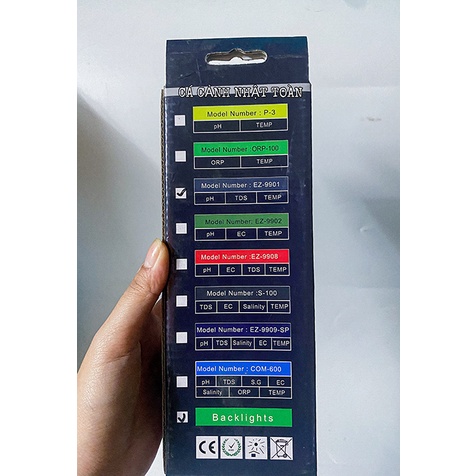 CÁ CẢNH NHẬT TOÀN
Model Number : P-3
pH TEMP
Model Number :ORP-100
ORP TEMP
Model Number :EZ-9901
pH TDS TEMP
Model Number: EZ-9902
pH EC TEMP
Model Number :EZ-9908
pH EC TDS TEMP
Model Number :S-100
TDS EC Salinity TEMP
Model Number :EZ-9909-SP
pH TDS Salinity EC TEMP
Model Number: COM-600
pH TDS S.G EC
Salinity ORP TEMP
Backlights
CE